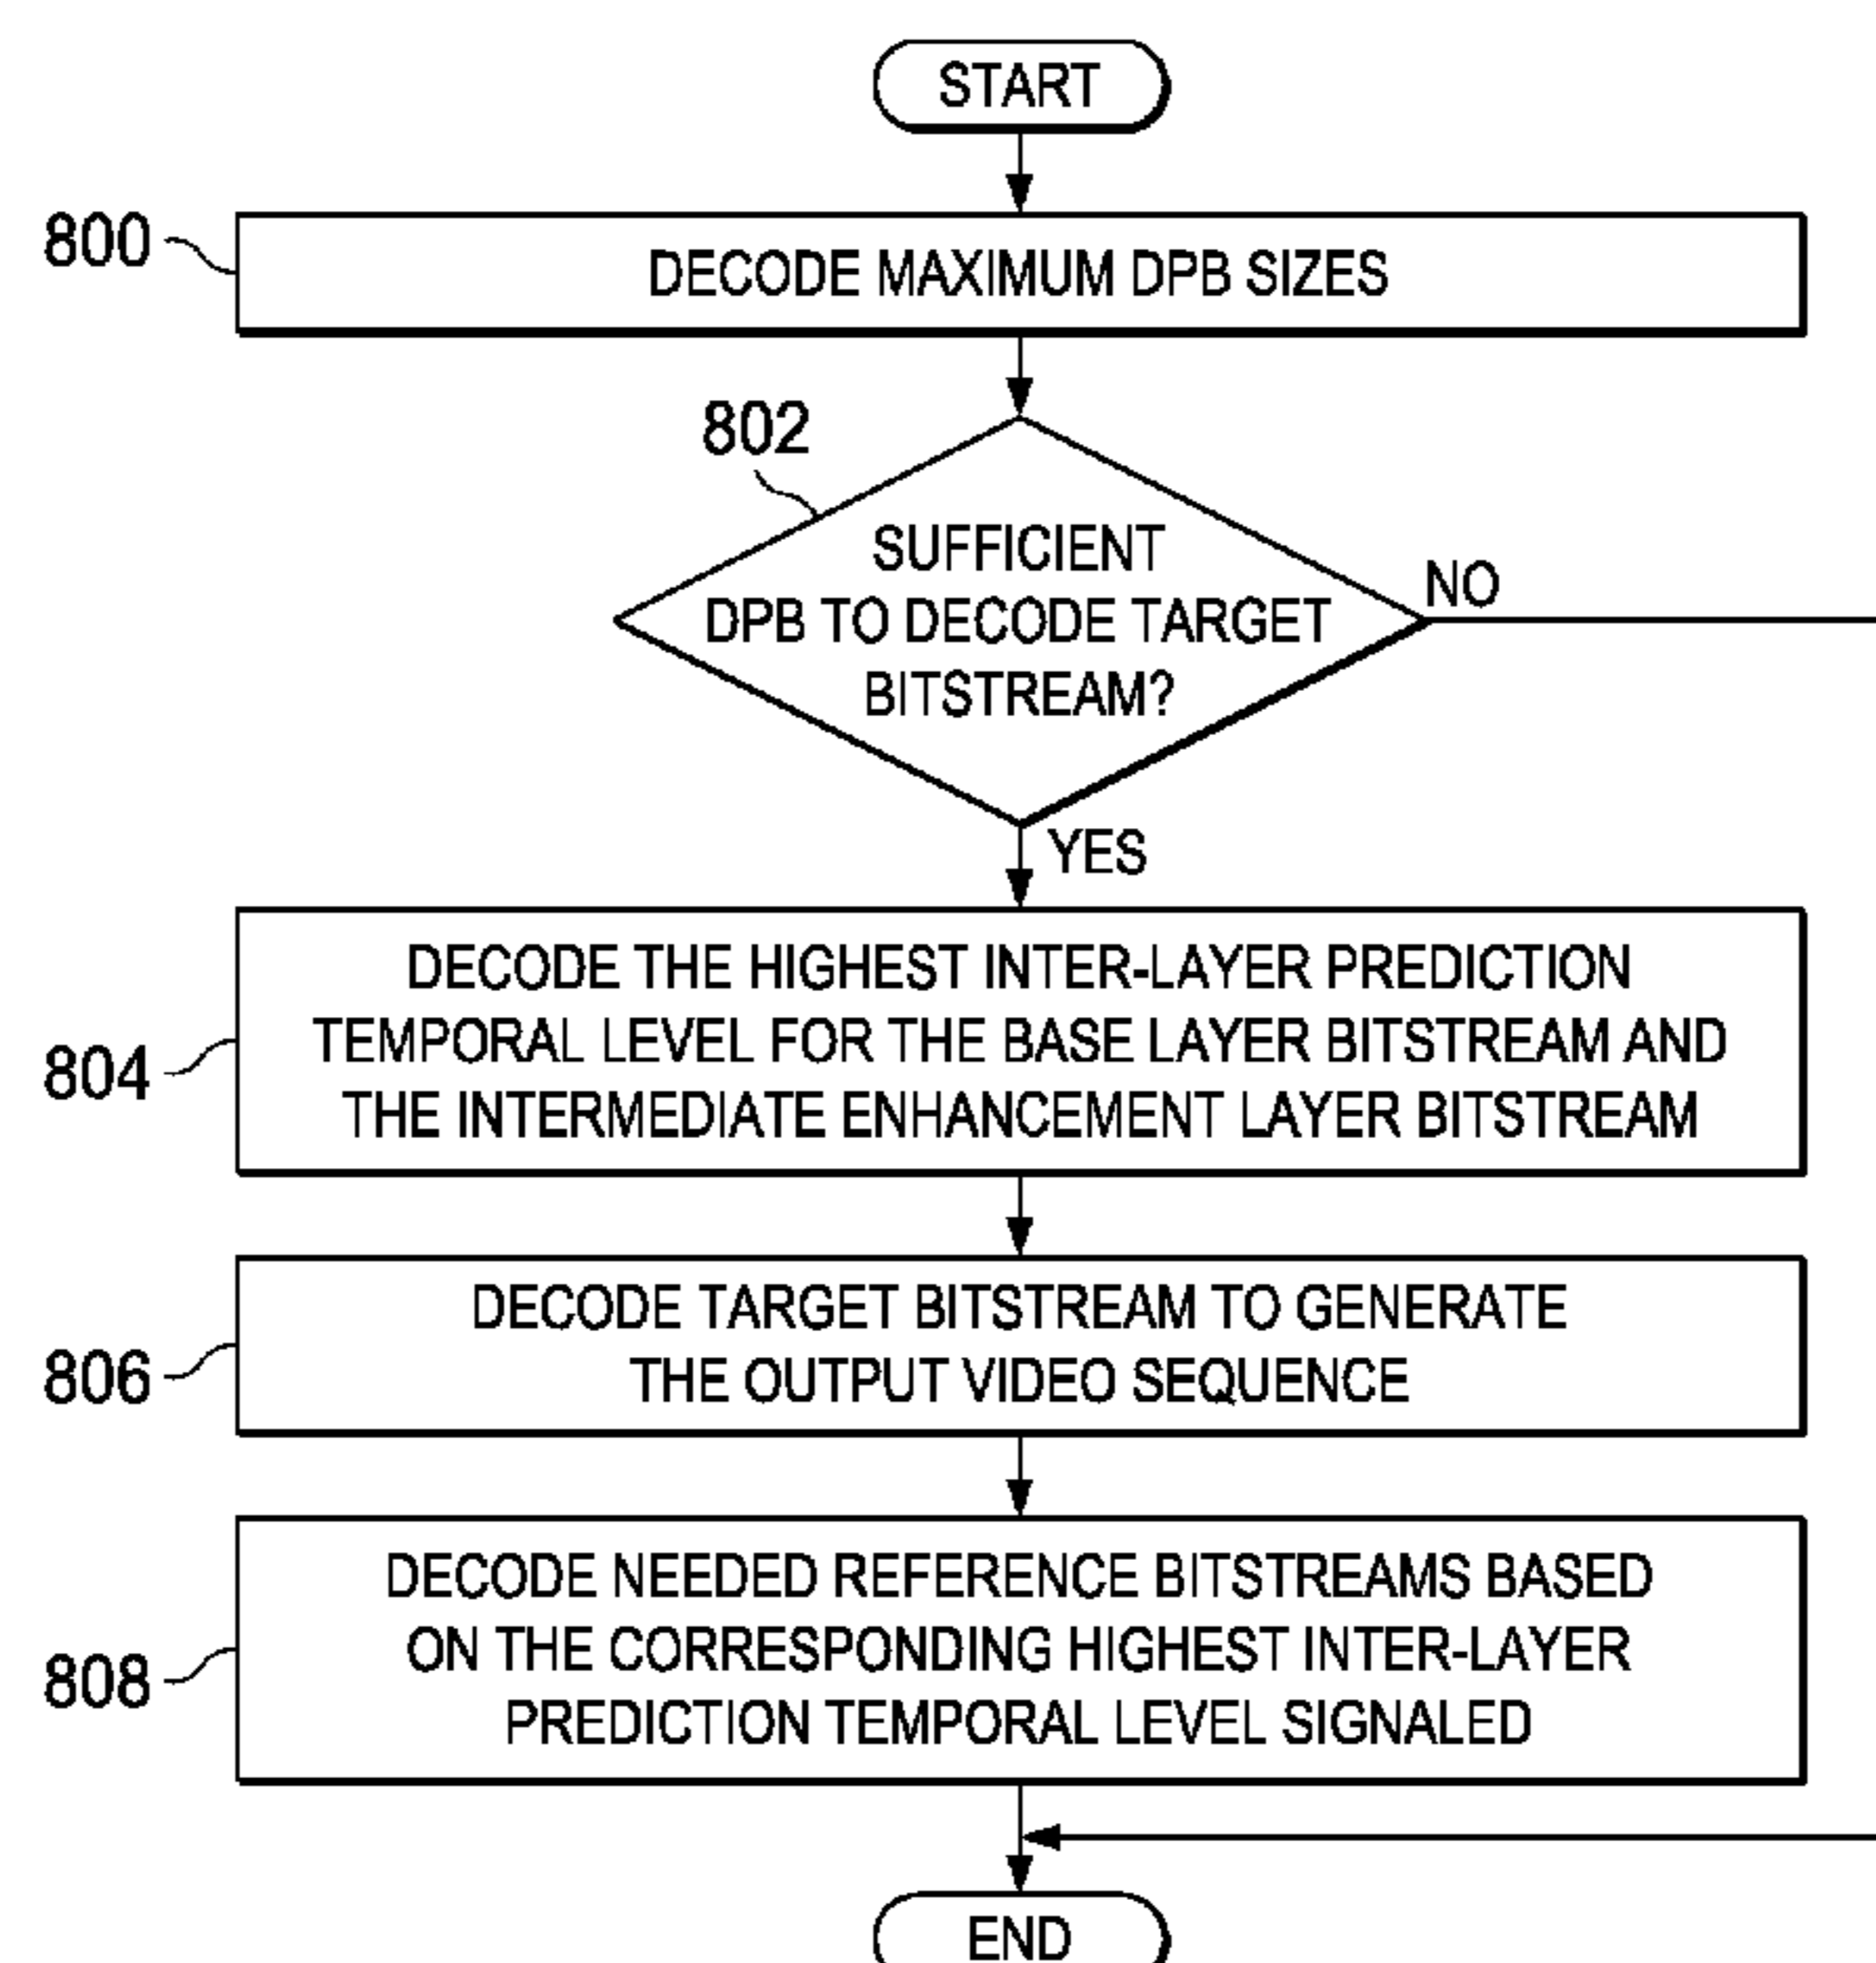 START
800
DECODE MAXIMUM DPB SIZES
802
SUFFICIENT
DPB TO DECODE TARGET
BITSTREAM?
NO
YES
804
DECODE THE HIGHEST INTER-LAYER PREDICTION
TEMPORAL LEVEL FOR THE BASE LAYER BITSTREAM AND
THE INTERMEDIATE ENHANCEMENT LAYER BITSTREAM
806
DECODE TARGET BITSTREAM TO GENERATE
THE OUTPUT VIDEO SEQUENCE
808
DECODE NEEDED REFERENCE BITSTREAMS BASED
ON THE CORRESPONDING HIGHEST INTER-LAYER
PREDICTION TEMPORAL LEVEL SIGNALED
END